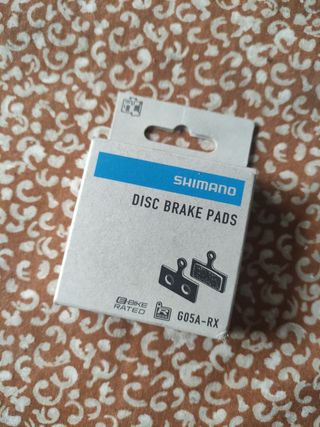 SHIMANO
DISC BRAKE PADS
E-BIKE
RATED
G05A-RX